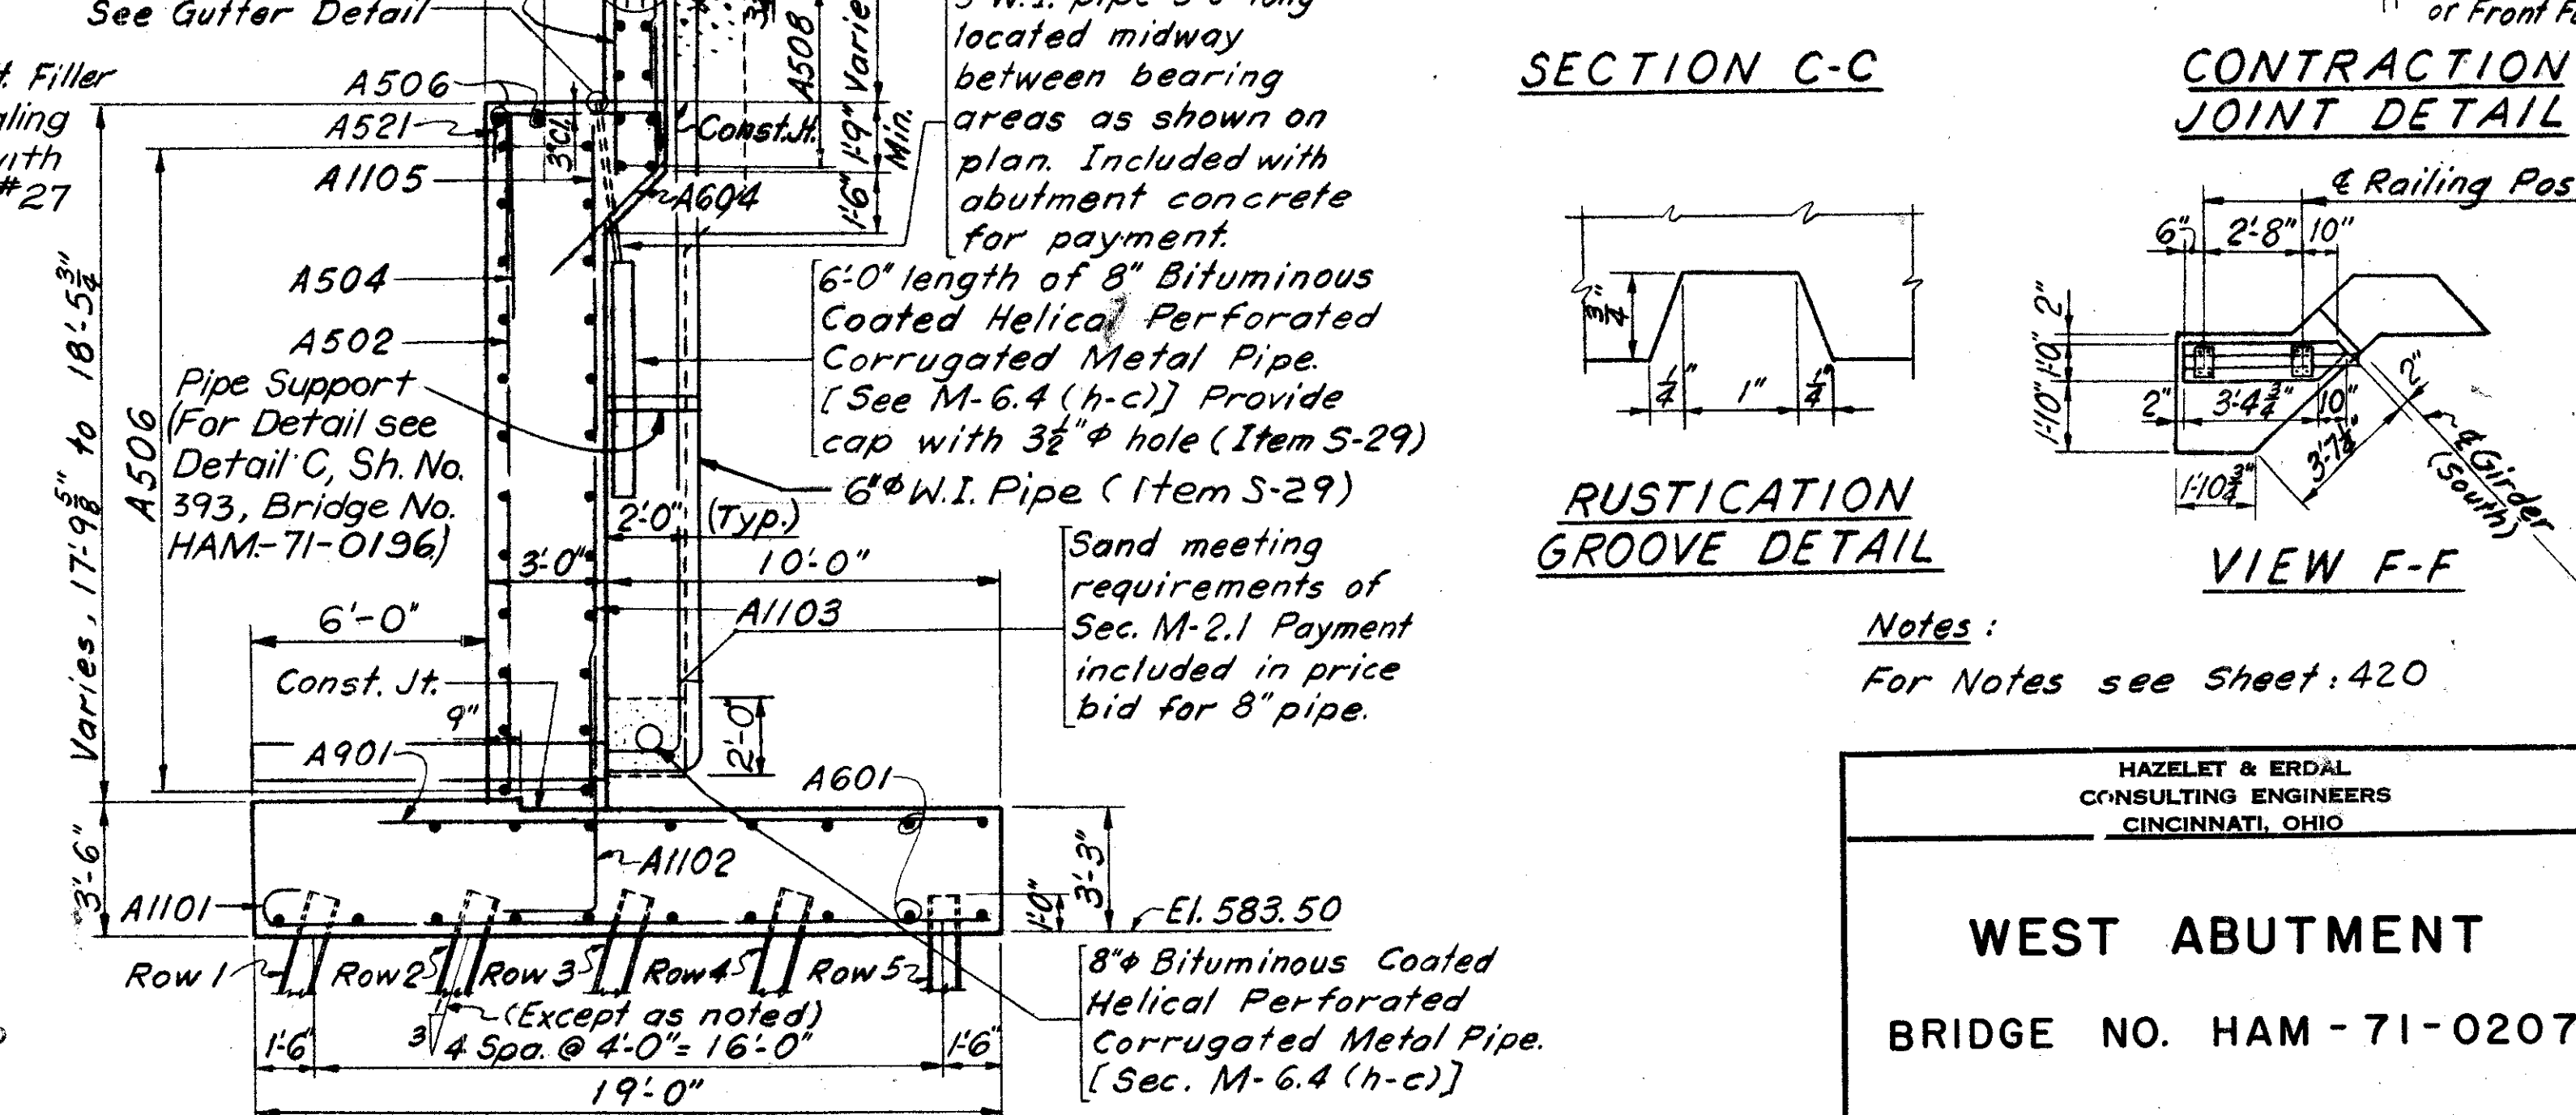 See Gutter Detail
Filler
with
#27
A506
A521
A1105
A504
A502
Pipe Support
(For Detail see
Detail C, Sh. No.
393, Bridge No.
HAM-71-0196)
Varies, 17'-9⅝" to 18'-5¾"
A506
3"Cl.
A508
Const. Jt.
1'-9" Varies
Min.
1'-6"
A604
located midway
between bearing
areas as shown on
plan. Included with
abutment concrete
for payment.
6'-0" length of 8" Bituminous
Coated Helical Perforated
Corrugated Metal Pipe.
[See M-6.4 (h-c)] Provide
cap with 3½"φ hole (Item S-29)
6"φ W.I. Pipe (Item S-29)
2'-0" (Typ.)
3'-0"
10'-0"
6'-0"
A1103
Sand meeting
requirements of
Sec. M-2.1 Payment
included in price
bid for 8" pipe.
Const. Jt.
9"
A901
2'-0"
A601
3'-6"
A1101
A1102
1'-0"
3'-3"
El. 583.50
Row 1
Row 2
Row 3
Row 4
Row 5
(Except as noted)
3
1'-6"
4 Spa. @ 4'-0" = 16'-0"
1'-6"
19'-0"
8"φ Bituminous Coated
Helical Perforated
Corrugated Metal Pipe.
[Sec. M-6.4 (h-c)]
SECTION C-C
¾"
¼"
1"
¼"
RUSTICATION
GROOVE DETAIL
or Front
CONTRACTION
JOINT DETAIL
℄ Railing
6"
2'-8"
10"
2"
1'-0"
1'-10"
2"
3'-4¾"
10"
2"
3'-7¼"
1'-10¾"
℄ Girder
(South)
VIEW F-F
Notes:
For Notes see Sheet: 420
HAZELET & ERDAL
CONSULTING ENGINEERS
CINCINNATI, OHIO
WEST ABUTMENT
BRIDGE NO. HAM-71-0207